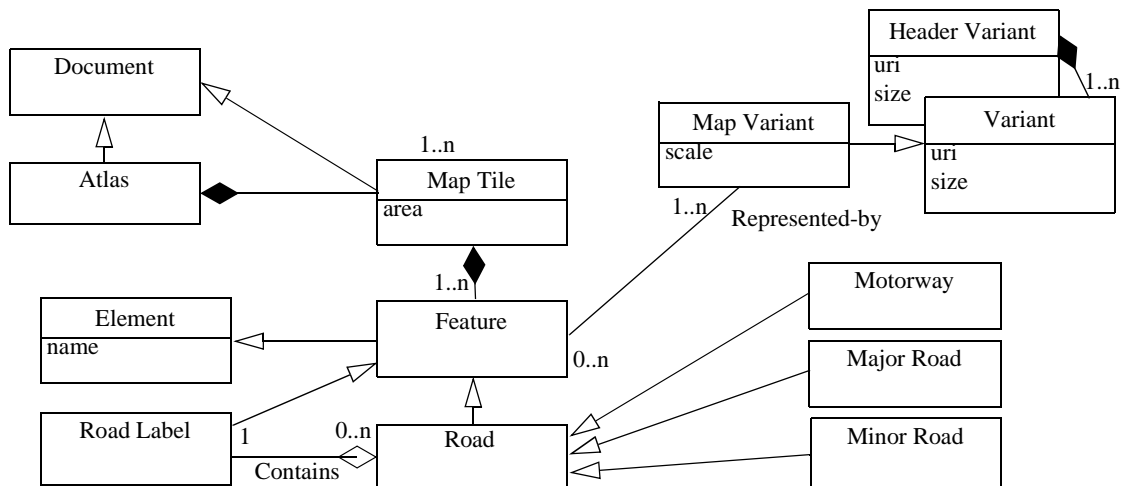 Document
Atlas
1..n
Map Tile
area
Header Variant
uri
size
1..n
Variant
uri
size
Map Variant
scale
1..n
Represented-by
1..n
Feature
0..n
Element
name
Road Label
1
Contains
0..n
Road
Motorway
Major Road
Minor Road